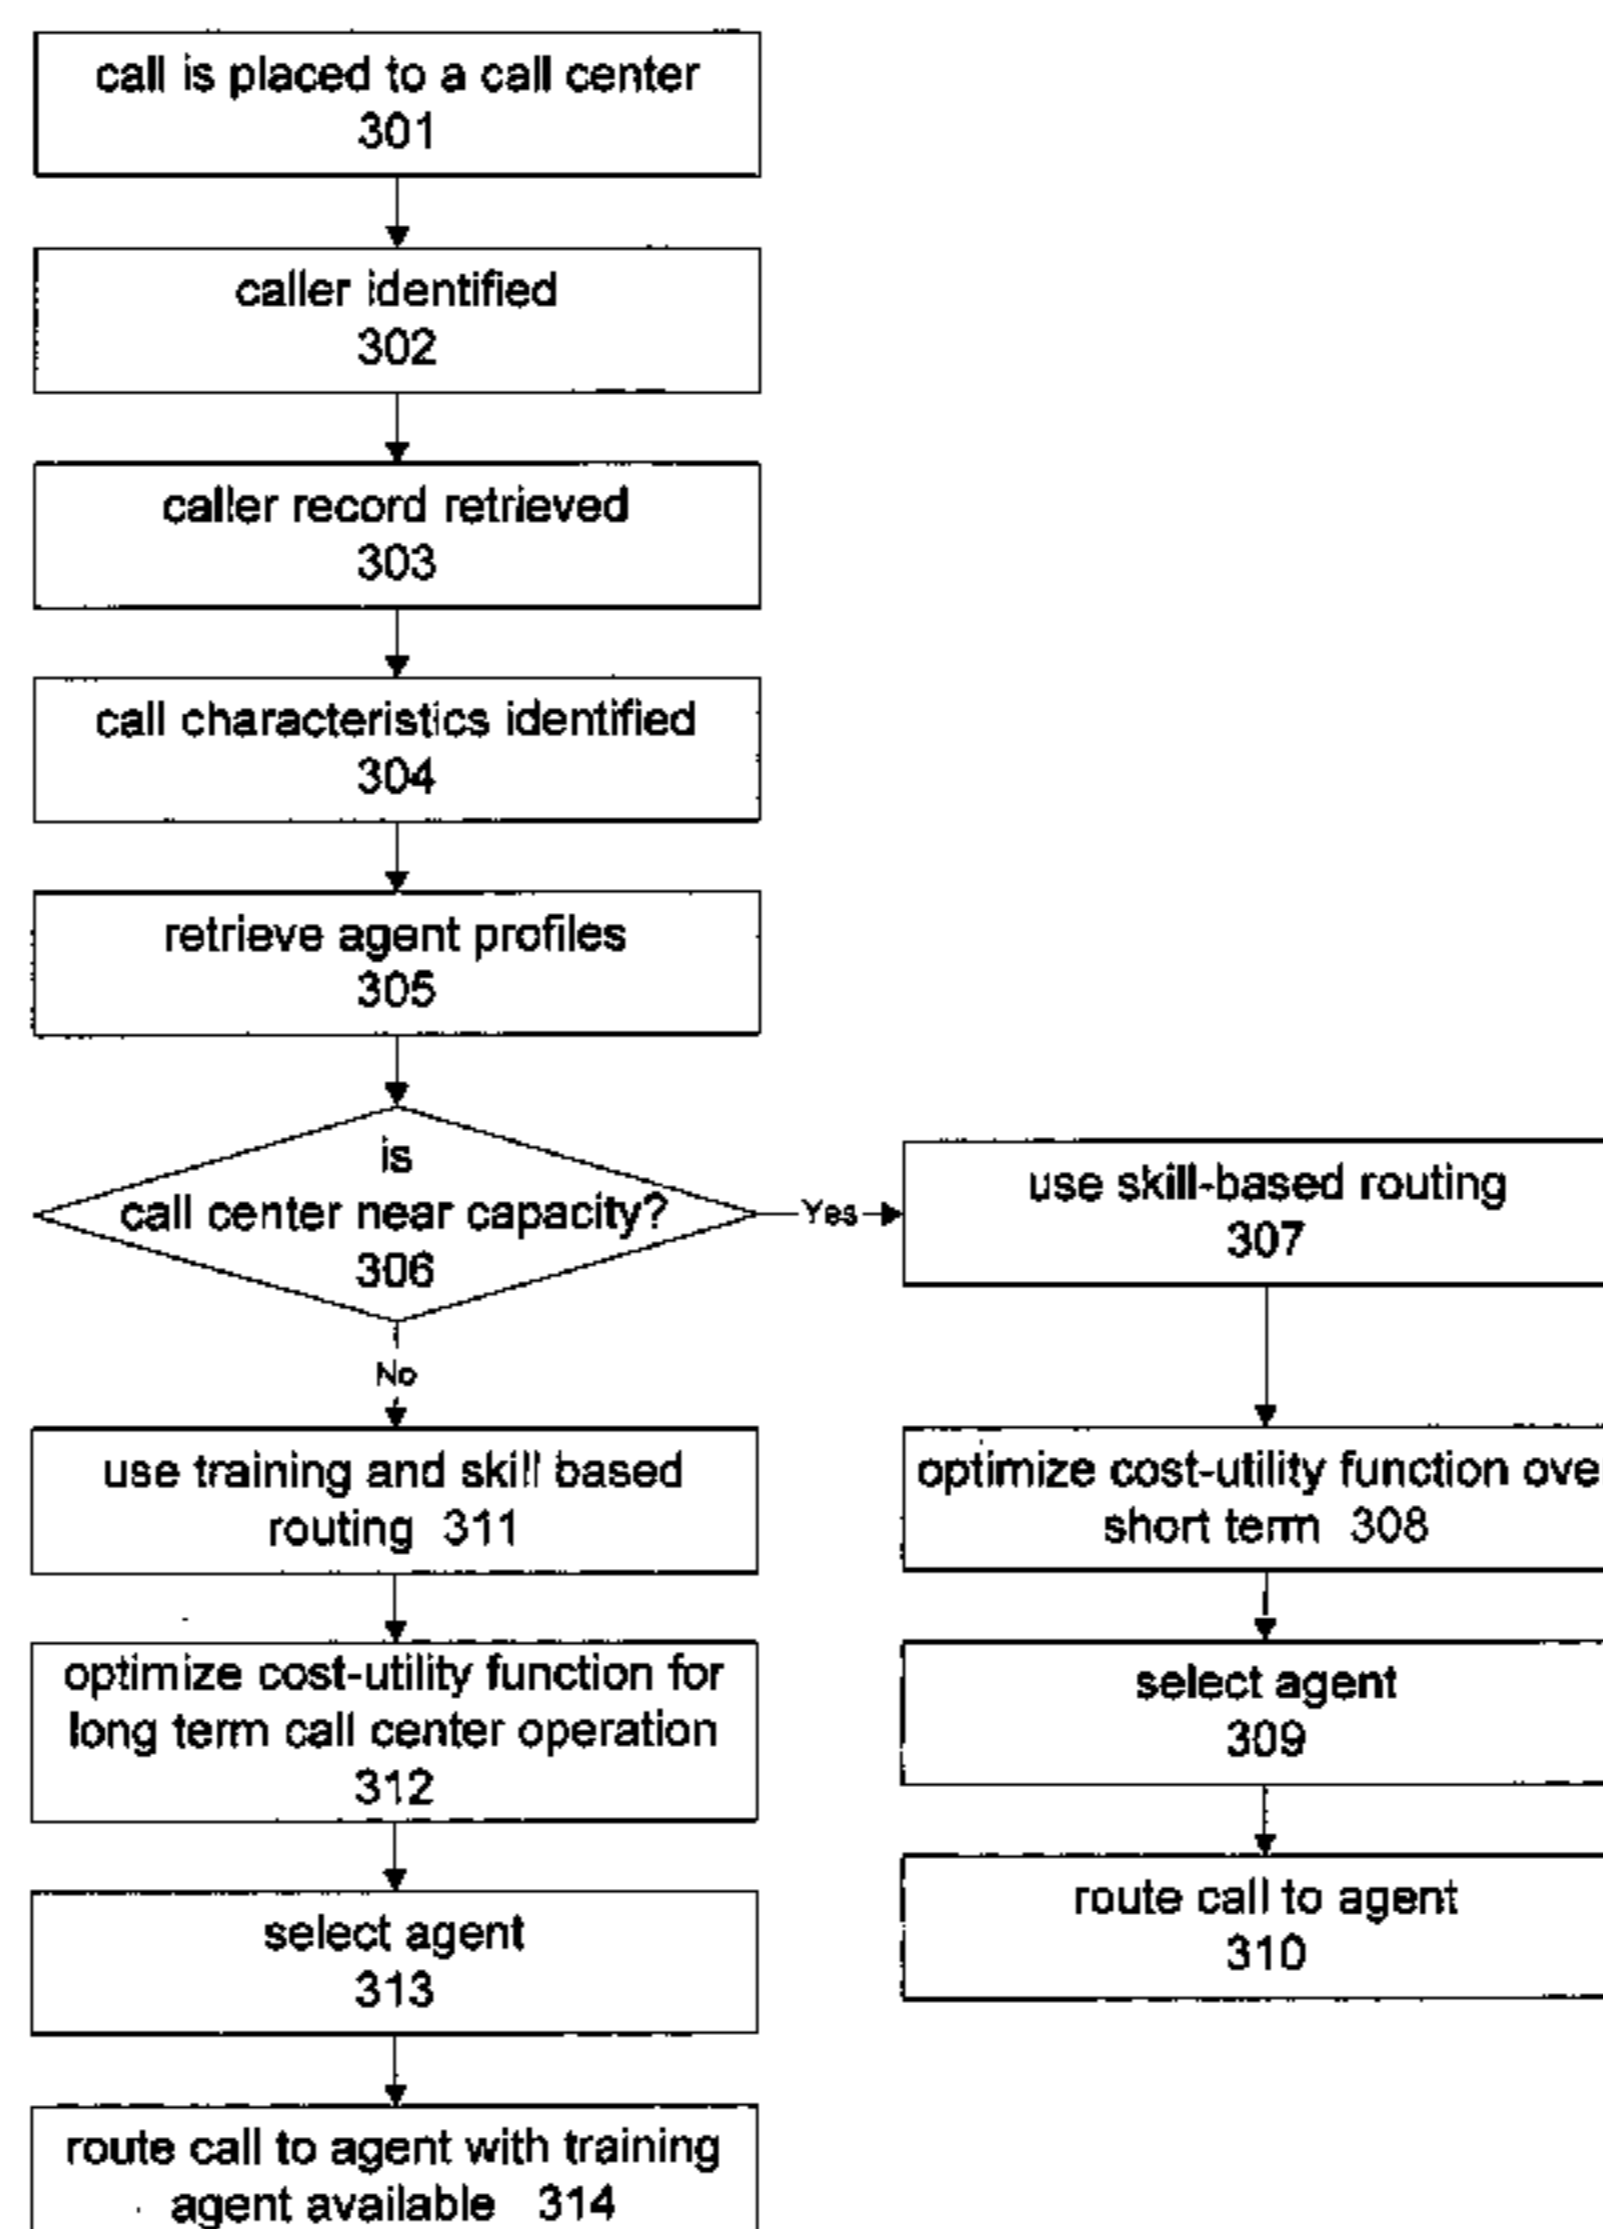 call is placed to a call center
301
caller identified
302
caller record retrieved
303
call characteristics identified
304
retrieve agent profiles
305
is
call center near capacity?
306
Yes
use skill-based routing
307
optimize cost-utility function ove
short term 308
select agent
309
route call to agent
310
No
use training and skill based
routing 311
optimize cost-utility function for
long term call center operation
312
select agent
313
route call to agent with training
agent available 314